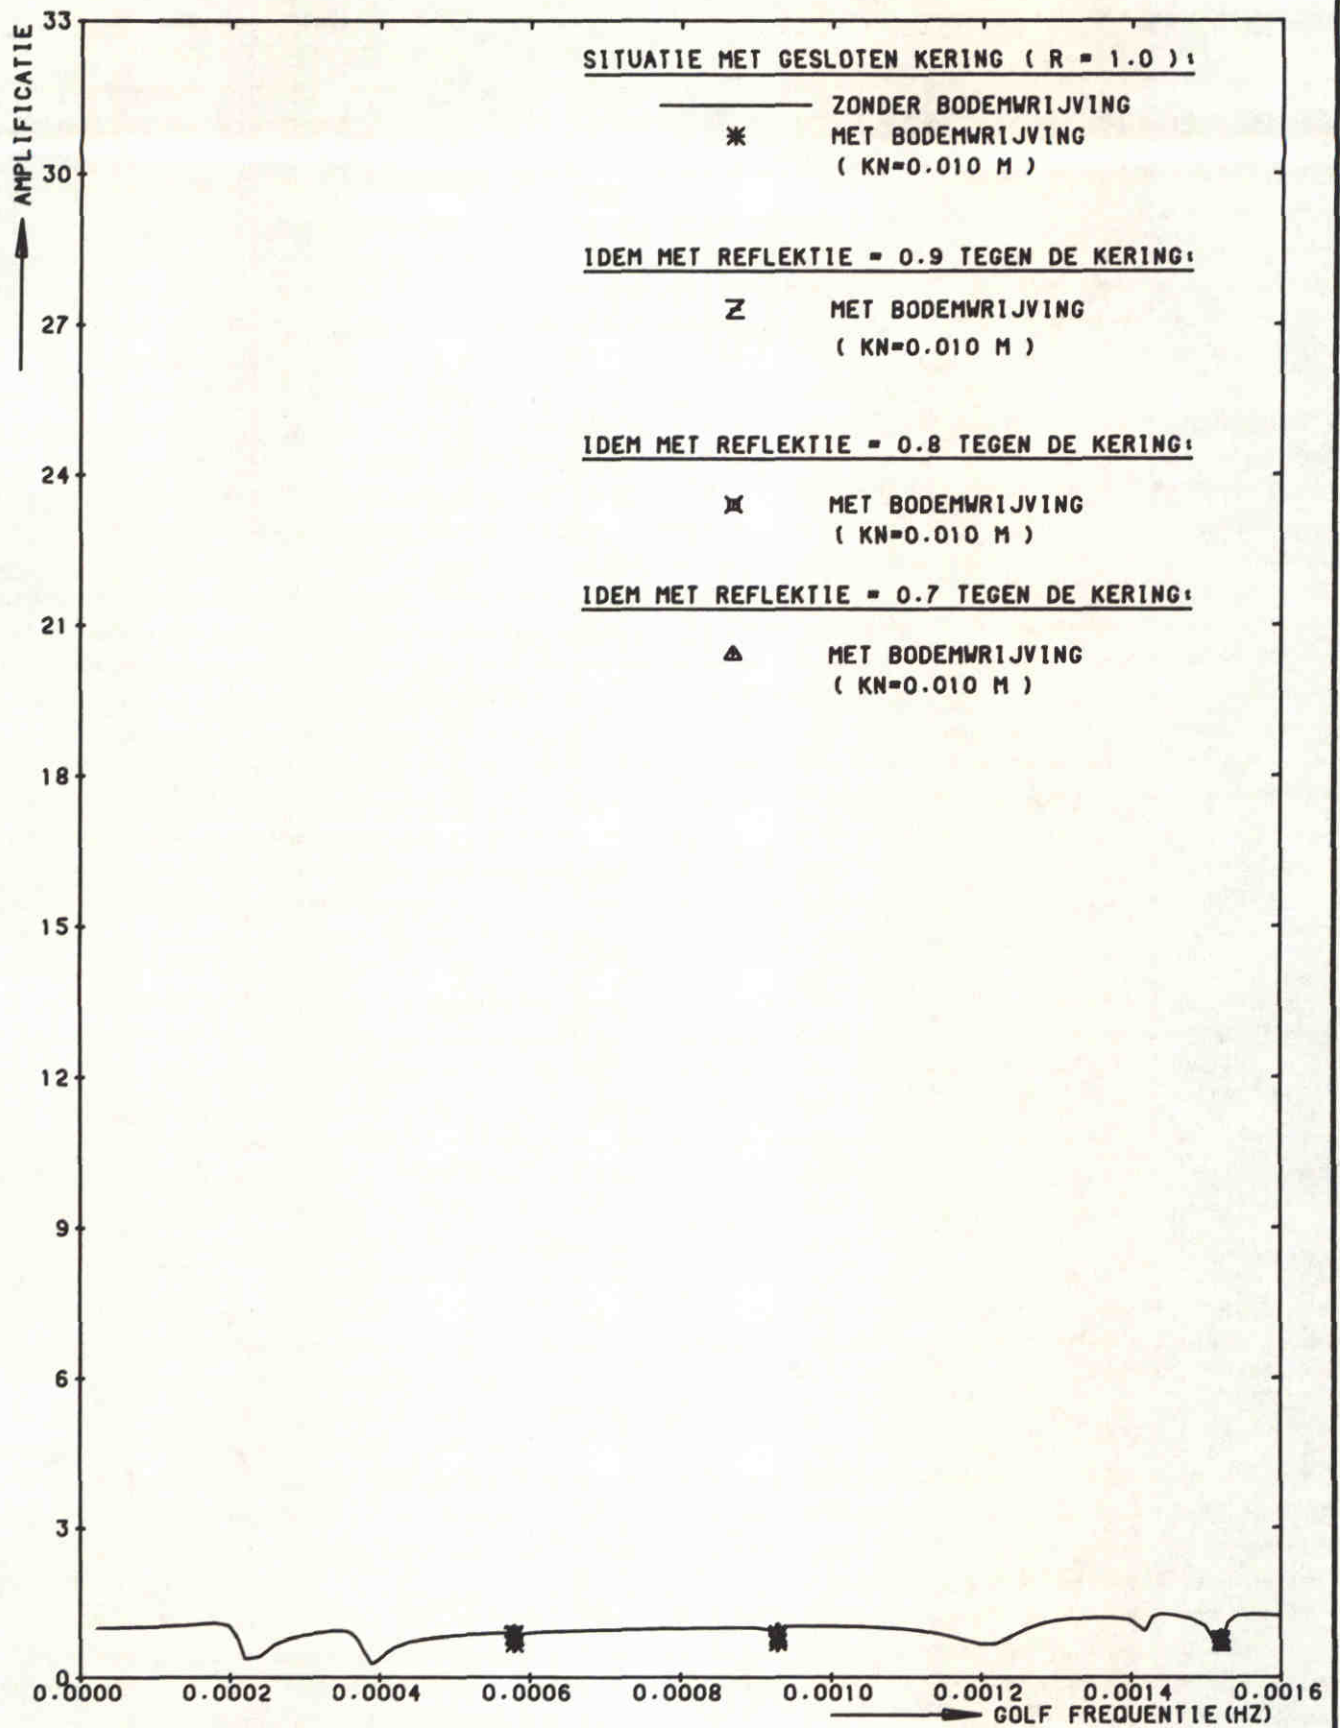 AMPLIFICATIE
33
30
27
24
21
18
15
12
9
6
3
0
SITUATIE MET GESLOTEN KERING ( R = 1.0 ):
ZONDER BODEMWRIJVING
MET BODEMWRIJVING
( KN=0.010 M )
IDEM MET REFLEKTIE = 0.9 TEGEN DE KERING:
MET BODEMWRIJVING
( KN=0.010 M )
IDEM MET REFLEKTIE = 0.8 TEGEN DE KERING:
MET BODEMWRIJVING
( KN=0.010 M )
IDEM MET REFLEKTIE = 0.7 TEGEN DE KERING:
MET BODEMWRIJVING
( KN=0.010 M )
0.0000 0.0002 0.0004 0.0006 0.0008 0.0010 0.0012 0.0014 0.0016
GOLF FREQUENTIE (HZ)